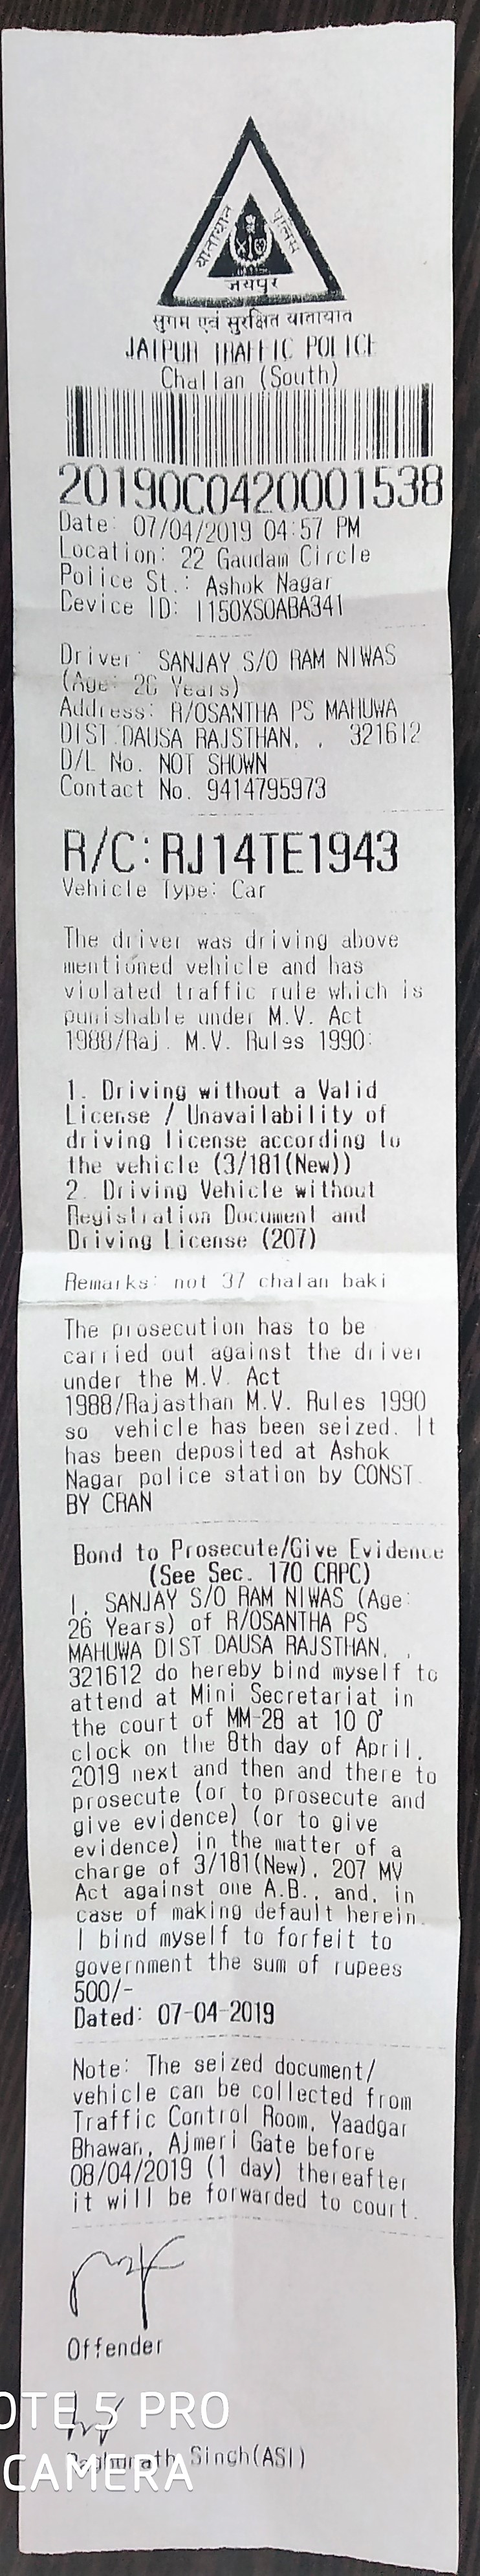 यातायात पुलिस
जयपुर
सुगम एवं सुरक्षित यातायात
JAIPUR TRAFFIC POLICE
Challan (South)
20190C0420001538
Date: 07/04/2019 04:57 PM
Location: 22 Gaudam Circle
Police St.: Ashok Nagar
Device ID: I150XSOABA341
Driver: SANJAY S/O RAM NIWAS
(Age: 26 Years)
Address: R/OSANTHA PS MAHUWA
DIST DAUSA RAJSTHAN, , 321612
D/L No. NOT SHOWN
Contact No. 9414795973
R/C:RJ14TE1943
Vehicle Type: Car
The driver was driving above
mentioned vehicle and has
violated traffic rule which is
punishable under M.V. Act
1988/Raj. M.V. Rules 1990:
1. Driving without a Valid
License / Unavailability of
driving license according to
the vehicle (3/181(New))
2. Driving Vehicle without
Registration Document and
Driving License (207)
Remarks: not 37 chalan baki
The prosecution has to be
carried out against the driver
under the M.V. Act
1988/Rajasthan M.V. Rules 1990
so vehicle has been seized. It
has been deposited at Ashok
Nagar police station by CONST.
BY CRAN
Bond to Prosecute/Give Evidence
(See Sec. 170 CRPC)
I, SANJAY S/O RAM NIWAS (Age:
26 Years) of R/OSANTHA PS
MAHUWA DIST DAUSA RAJSTHAN, ,
321612 do hereby bind myself to
attend at Mini Secretariat in
the court of MM-28 at 10 O'
clock on the 8th day of April,
2019 next and then and there to
prosecute (or to prosecute and
give evidence) (or to give
evidence) in the matter of a
charge of 3/181(New), 207 MV
Act against one A.B., and, in
case of making default herein.
I bind myself to forfeit to
government the sum of rupees
500/-
Dated: 07-04-2019
Note: The seized document/
vehicle can be collected from
Traffic Control Room, Yaadgar
Bhawan, Ajmeri Gate before
08/04/2019 (1 day) thereafter
it will be forwarded to court.
Offender
OTE 5 PRO
Raghunath Singh(ASI)
CAMERA